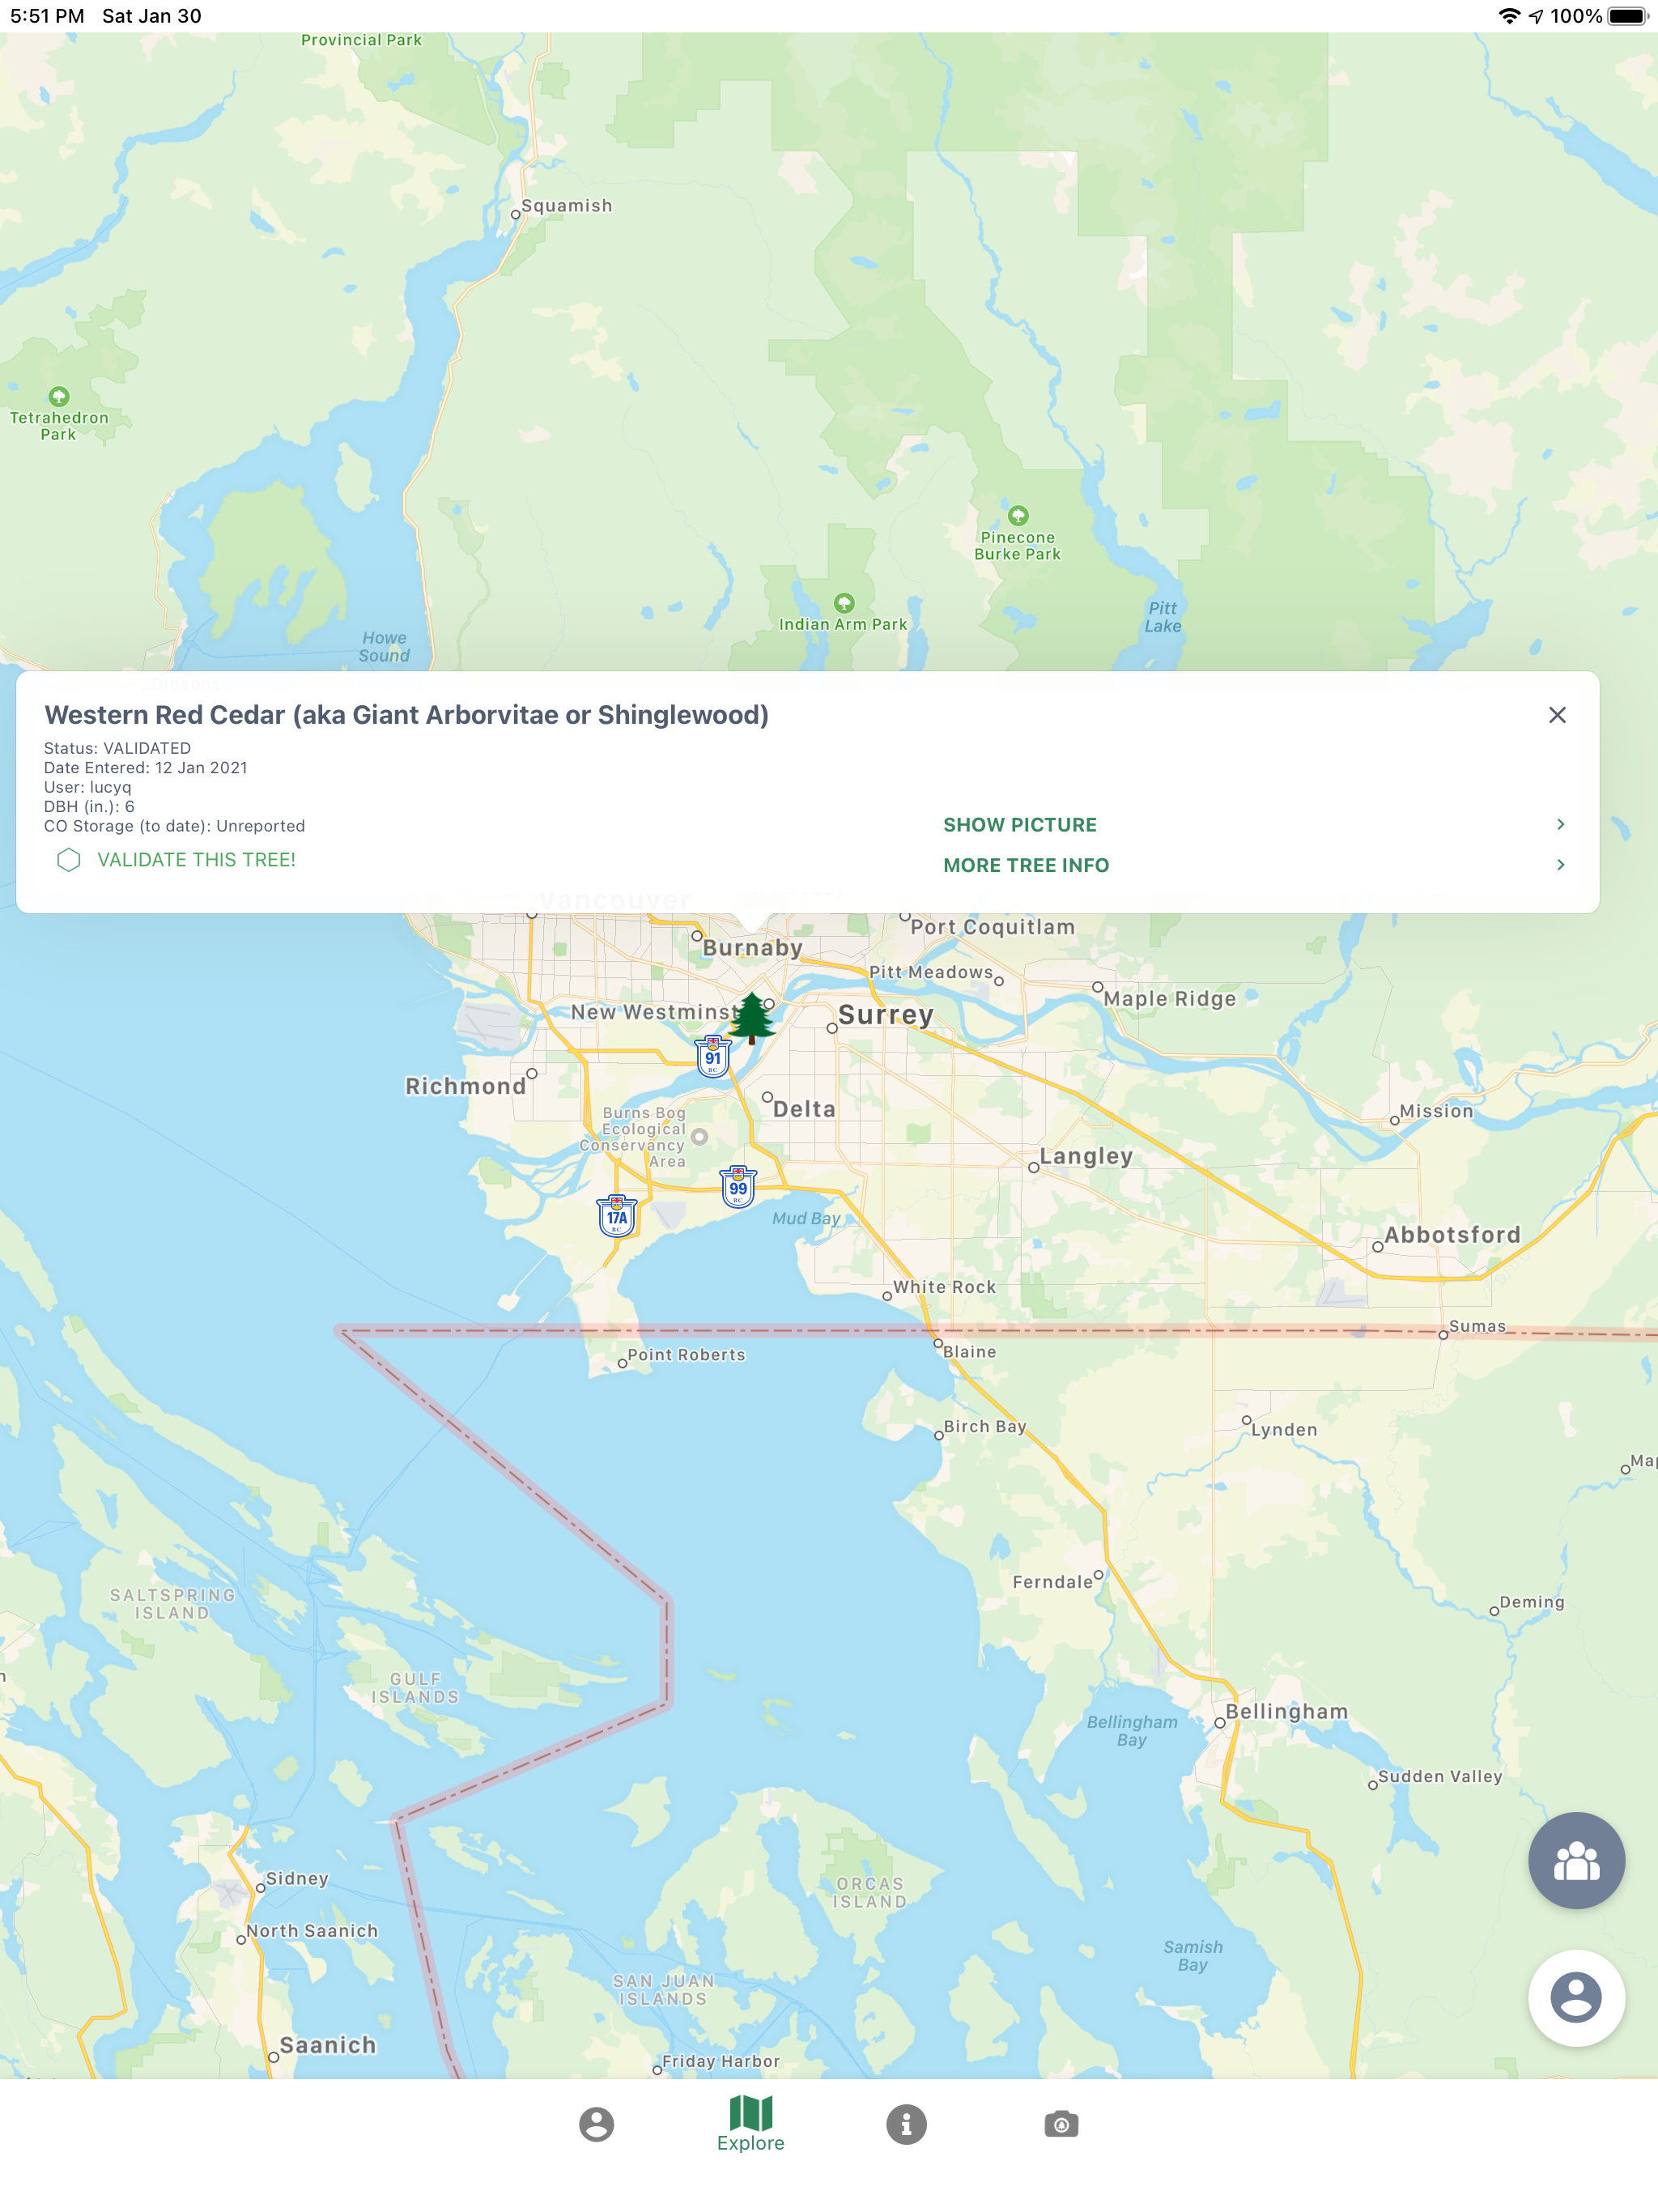 5:51 PM Sat Jan 30
100%
Provincial Park
Squamish
Tetrahedron
Park
Pinecone
Burke Park
Indian Arm Park
Pitt
Lake
Howe
Sound
Gibsons
Western Red Cedar (aka Giant Arborvitae or Shinglewood)
Status: VALIDATED
Date Entered: 12 Jan 2021
User: lucyq
DBH (in.): 6
CO Storage (to date): Unreported
VALIDATE THIS TREE!
SHOW PICTURE
MORE TREE INFO
Vancouver
Burnaby
Port Coquitlam
Pitt Meadows
Maple Ridge
New Westminst
Surrey
91
BC
Richmond
Delta
Burns Bog
Ecological
Conservancy
Area
Mission
Langley
99
BC
17A
BC
Mud Bay
Abbotsford
White Rock
Sumas
Point Roberts
Blaine
Birch Bay
Lynden
Map
Ferndale
Deming
SALTSPRING
ISLAND
GULF
ISLANDS
Bellingham
Bellingham
Bay
Sudden Valley
Sidney
ORCAS
ISLAND
North Saanich
Samish
Bay
SAN JUAN
ISLANDS
Saanich
Friday Harbor
Explore